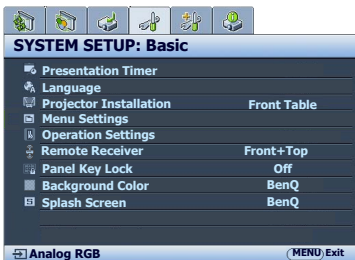 SYSTEM SETUP: Basic
Presentation Timer
Language
Projector Installation Front Table
Menu Settings
Operation Settings
Remote Receiver Front+Top
Panel Key Lock Off
Background Color BenQ
Splash Screen BenQ
Analog RGB MENU Exit